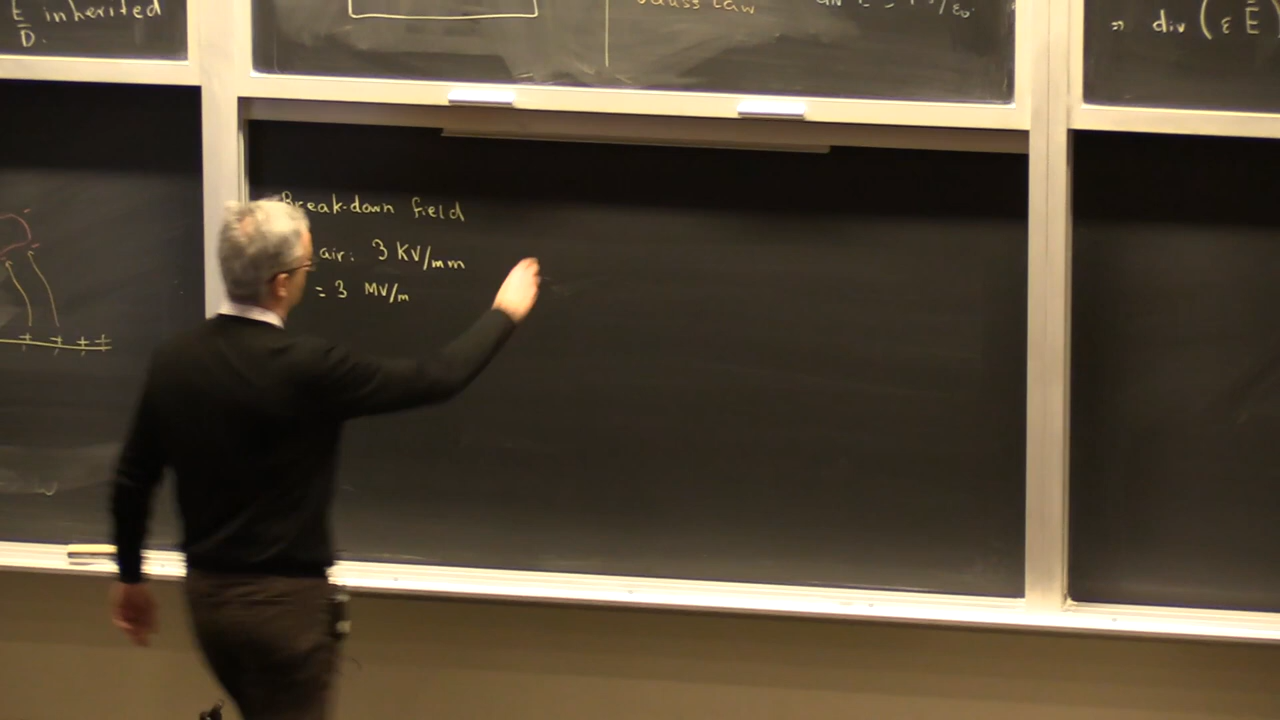 E inherited
D.
Gauss Law
=> div ( ε E
Break-down field
air: 3 KV/mm
= 3 MV/m
+ + + +